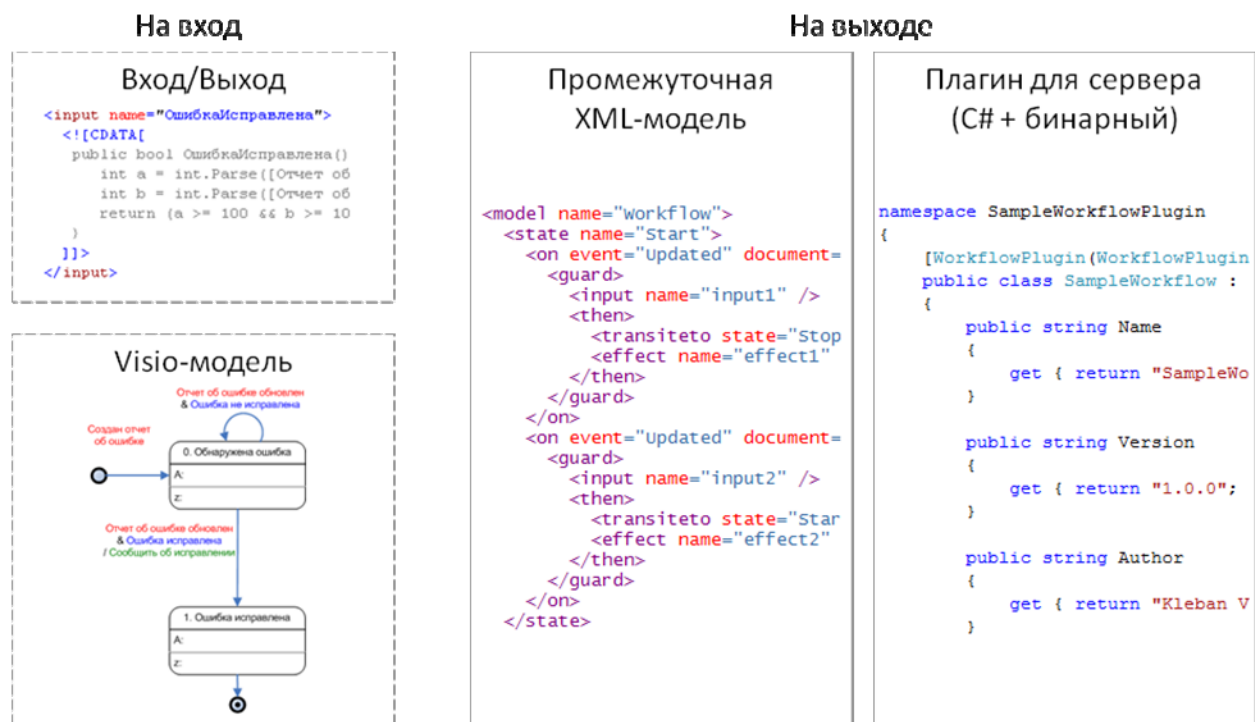 На вход
Вход/Выход
<input name="ОшибкаИсправлена">
<![CDATA[
public bool ОшибкаИсправлена()
int a = int.Parse([Отчет об
int b = int.Parse([Отчет об
return (a >= 100 && b >= 10
}
]]>
</input>
Visio-модель
Отчет об ошибке обновлен
& Ошибка не исправлена
Создан отчет
об ошибке
0. Обнаружена ошибка
A:
z:
Отчет об ошибке обновлен
& Ошибка исправлена
/ Сообщить об исправлении
1. Ошибка исправлена
A:
z:
На выходе
Промежуточная
XML-модель
<model name="Workflow">
<state name="Start">
<on event="Updated" document=
<guard>
<input name="input1" />
<then>
<transiteto state="Stop
<effect name="effect1"
</then>
</guard>
</on>
<on event="Updated" document=
<guard>
<input name="input2" />
<then>
<transiteto state="Star
<effect name="effect2"
</then>
</guard>
</on>
</state>
Плагин для сервера
(C# + бинарный)
namespace SampleWorkflowPlugin
{
[WorkflowPlugin(WorkflowPlugin
public class SampleWorkflow :
{
public string Name
{
get { return "SampleWo
}
public string Version
{
get { return "1.0.0";
}
public string Author
{
get { return "Kleban V
}